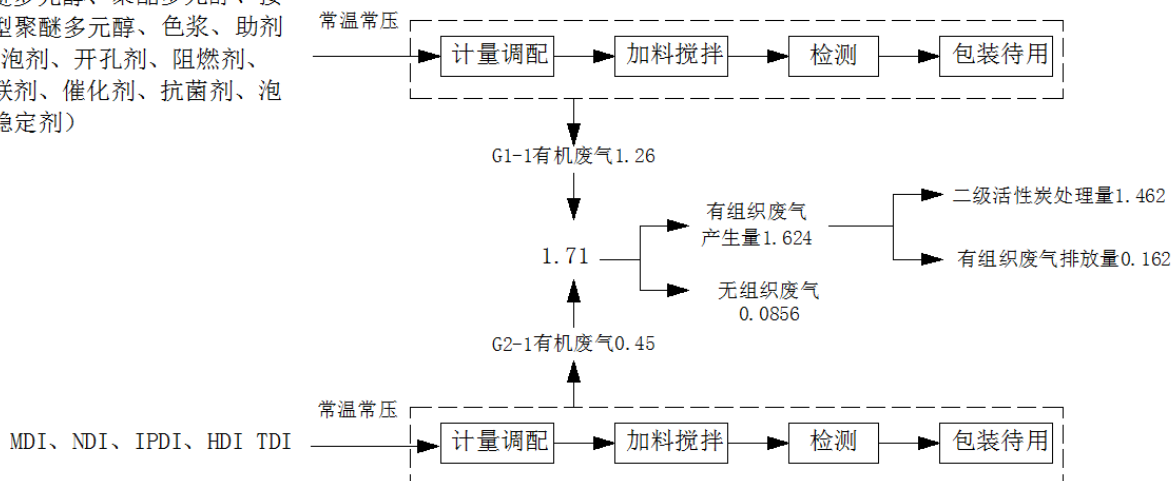 型聚醚多元醇、色浆、助剂
泡剂、开孔剂、阻燃剂、
联剂、催化剂、抗菌剂、泡
稳定剂）
常温常压
计量调配
加料搅拌
检测
包装待用
G1-1有机废气1.26
1.71
有组织废气
产生量1.624
二级活性炭处理量1.462
有组织废气排放量0.162
无组织废气
0.0856
G2-1有机废气0.45
常温常压
MDI、NDI、IPDI、HDI TDI
计量调配
加料搅拌
检测
包装待用